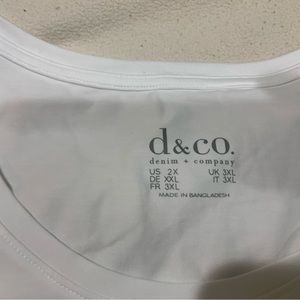 d&co.
denim + company
US 2X UK 3XL
DE XXL IT 3XL
FR 3XL
MADE IN BANGLADESH